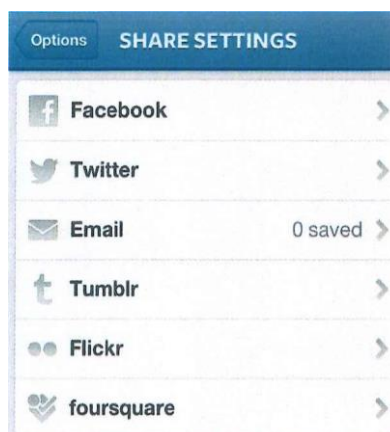 Options SHARE SETTINGS
Facebook
Twitter
Email 0 saved
Tumblr
Flickr
foursquare